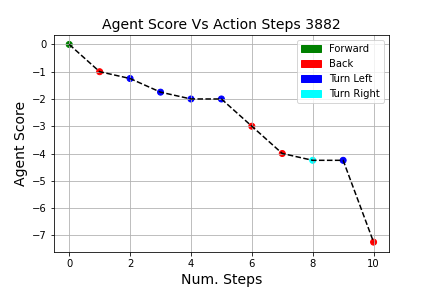 Agent Score Vs Action Steps 3882
Forward
Back
Turn Left
Turn Right
0
−1
−2
−3
−4
−5
−6
−7
Agent Score
0 2 4 6 8 10
Num. Steps